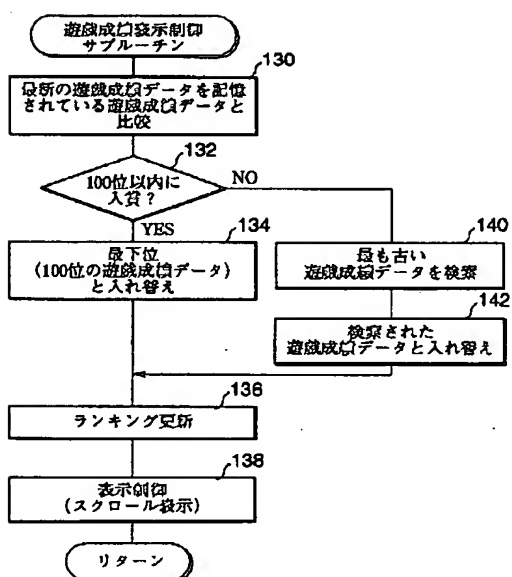 遊戯成績表示制御
サブルーチン
130
最新の遊戯成績データを記憶
されている遊戯成績データと
比較
132
100位以内に
入賞?
NO
YES
134
最下位
(100位の遊戯成績データ)
と入れ替え
140
最も古い
遊戯成績データを検索
142
検索された
遊戯成績データと入れ替え
136
ランキング更新
138
表示制御
(スクロール表示)
リターン